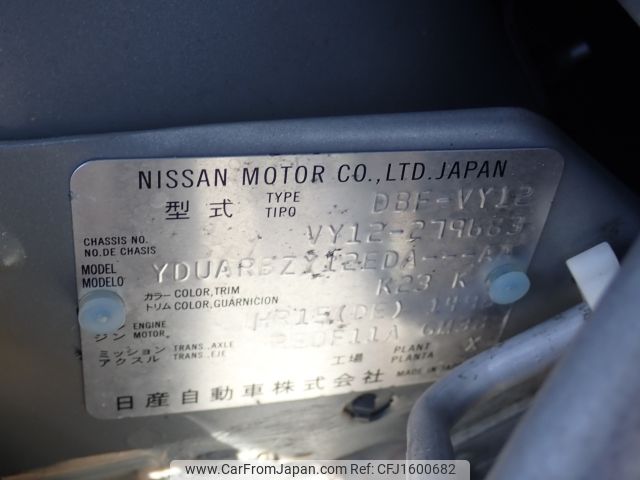 NISSAN MOTOR CO.,LTD.JAPAN
型式 TYPE TIPO DBF-VY12
CHASSIS NO. NO.DE CHASIS VY12-279683
MODEL MODELO
カラー COLOR,TRIM K23 K
トリム COLOR,GUARNICION
ENGINE MOTOR HR15(DE)
ジン
ミッション TRANS.,AXLE
アクスル TRANS.,EJE
工場 PLANT PLANTA X
日産自動車株式会社 MADE IN
www.CarFromJapan.com Reference No. CFJ1600682